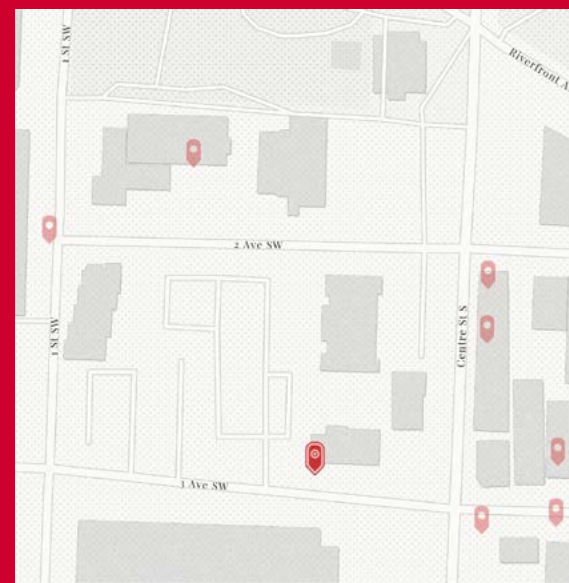 1 St SW
Riverfront A
2 Ave SW
1 St SW
Centre St S
3 Ave SW